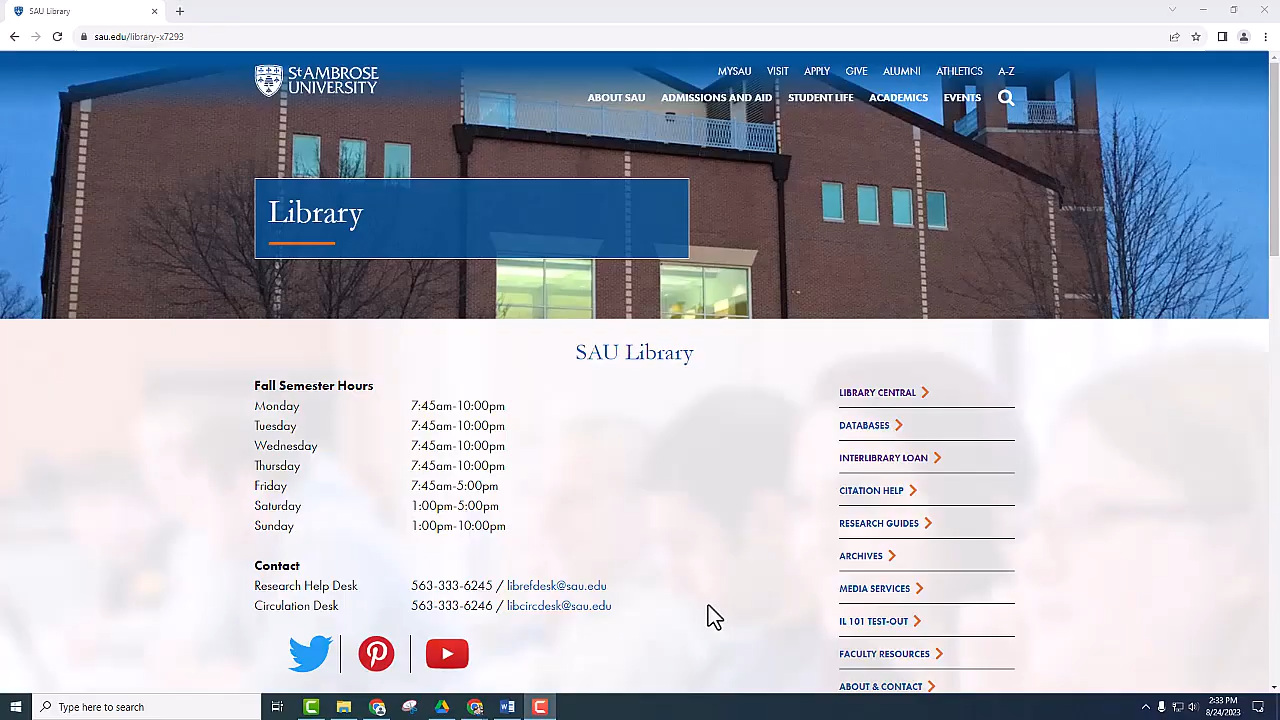 SAU Library
sau.edu/library-x7293
St AMBROSE
UNIVERSITY
MYSAU VISIT APPLY GIVE ALUMNI ATHLETICS A-Z
ABOUT SAU ADMISSIONS AND AID STUDENT LIFE ACADEMICS EVENTS
Library
SAU Library
Fall Semester Hours
Monday 7:45am-10:00pm
Tuesday 7:45am-10:00pm
Wednesday 7:45am-10:00pm
Thursday 7:45am-10:00pm
Friday 7:45am-5:00pm
Saturday 1:00pm-5:00pm
Sunday 1:00pm-10:00pm
Contact
Research Help Desk 563-333-6245 / librefdesk@sau.edu
Circulation Desk 563-333-6246 / libcircdesk@sau.edu
LIBRARY CENTRAL
DATABASES
INTERLIBRARY LOAN
CITATION HELP
RESEARCH GUIDES
ARCHIVES
MEDIA SERVICES
IL 101 TEST-OUT
FACULTY RESOURCES
ABOUT & CONTACT
Type here to search
2:33 PM
8/24/2023